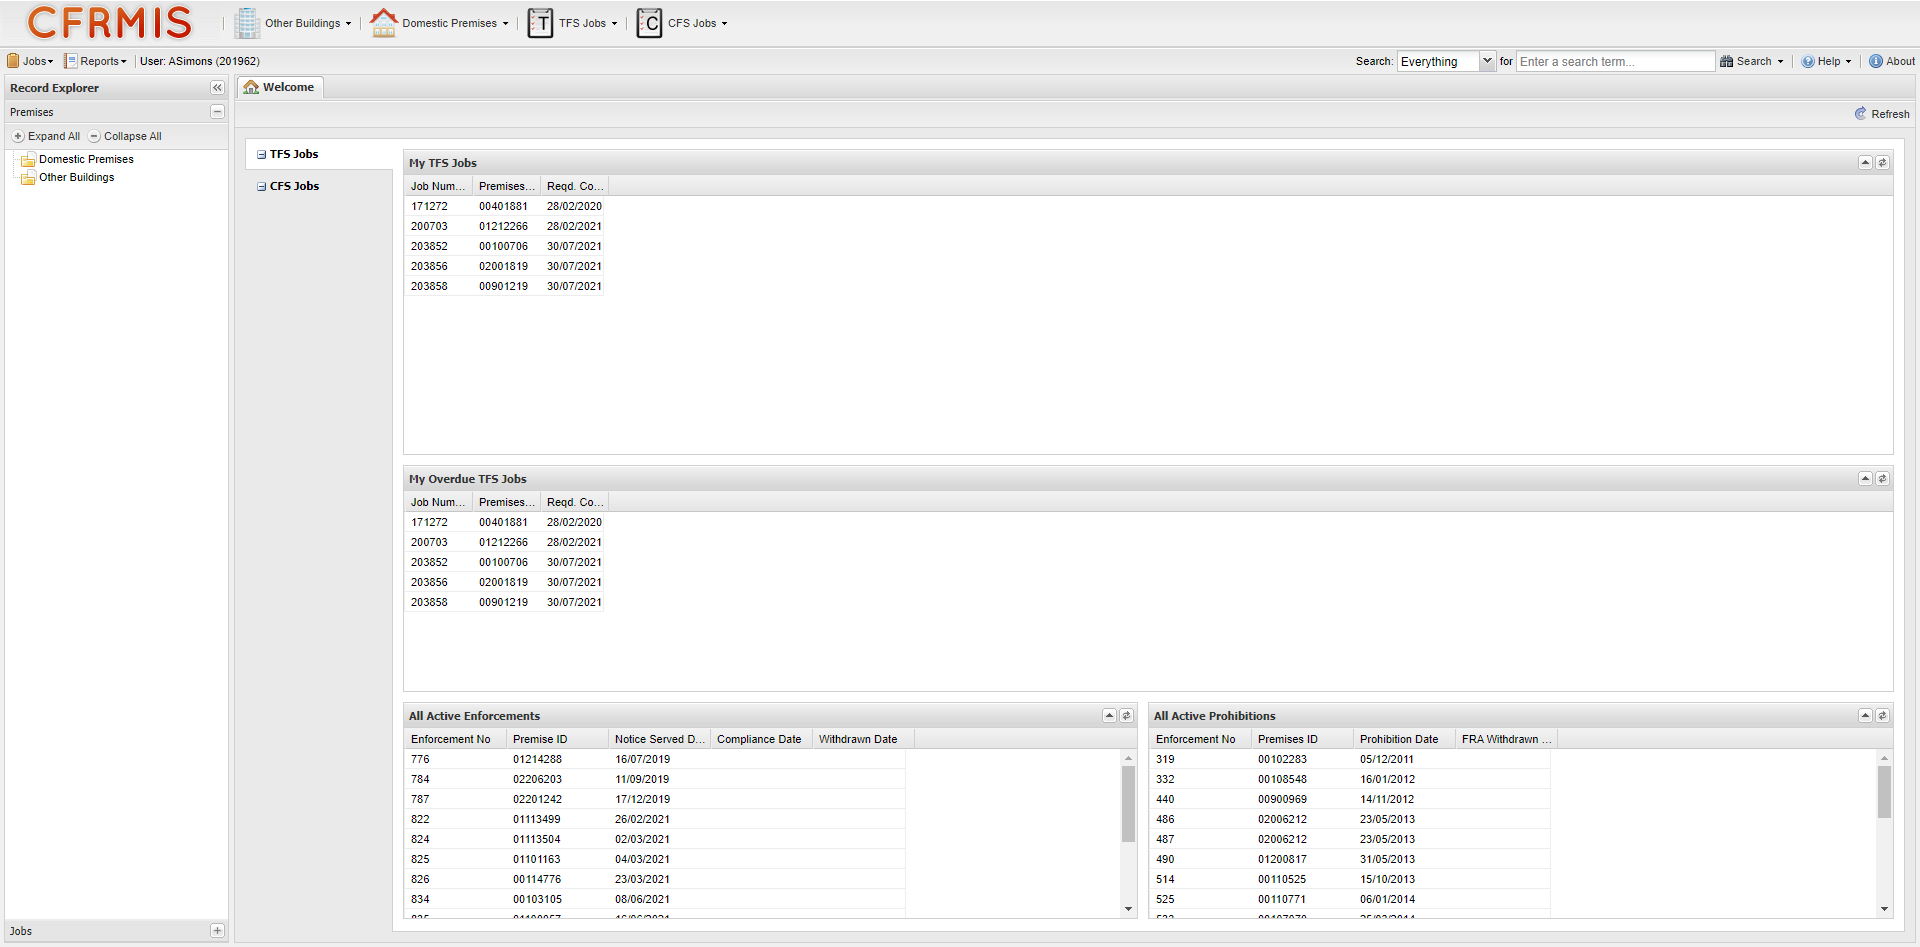 CFRMIS
Other Buildings
Domestic Premises
T
TFS Jobs
C
CFS Jobs
Jobs
Reports
User: ASimons (201962)
Search:
Everything
for
Enter a search term...
Search
Help
About
Record Explorer
Premises
Expand All
Collapse All
Domestic Premises
Other Buildings
Jobs
Welcome
Refresh
TFS Jobs
CFS Jobs
My TFS Jobs
Job Num... Premises... Reqd. Co...
171272 00401881 28/02/2020
200703 01212266 28/02/2021
203852 00100706 30/07/2021
203856 02001819 30/07/2021
203858 00901219 30/07/2021
My Overdue TFS Jobs
Job Num... Premises... Reqd. Co...
171272 00401881 28/02/2020
200703 01212266 28/02/2021
203852 00100706 30/07/2021
203856 02001819 30/07/2021
203858 00901219 30/07/2021
All Active Enforcements
Enforcement No Premise ID Notice Served D... Compliance Date Withdrawn Date
776 01214288 16/07/2019
784 02206203 11/09/2019
787 02201242 17/12/2019
822 01113499 26/02/2021
824 01113504 02/03/2021
825 01101163 04/03/2021
826 00114776 23/03/2021
834 00103105 08/06/2021
All Active Prohibitions
Enforcement No Premises ID Prohibition Date FRA Withdrawn ...
319 00102283 05/12/2011
332 00108548 16/01/2012
440 00900969 14/11/2012
486 02006212 23/05/2013
487 02006212 23/05/2013
490 01200817 31/05/2013
514 00110525 15/10/2013
525 00110771 06/01/2014